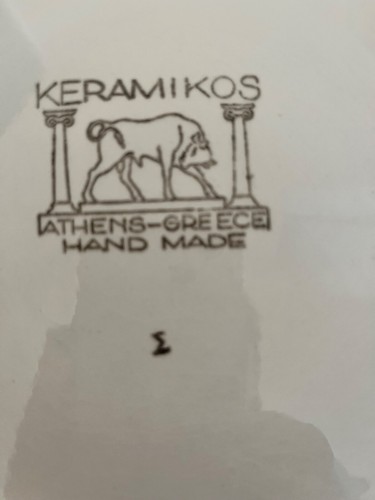 KERAMIKOS
ATHENS-GREECE
HAND MADE
Σ